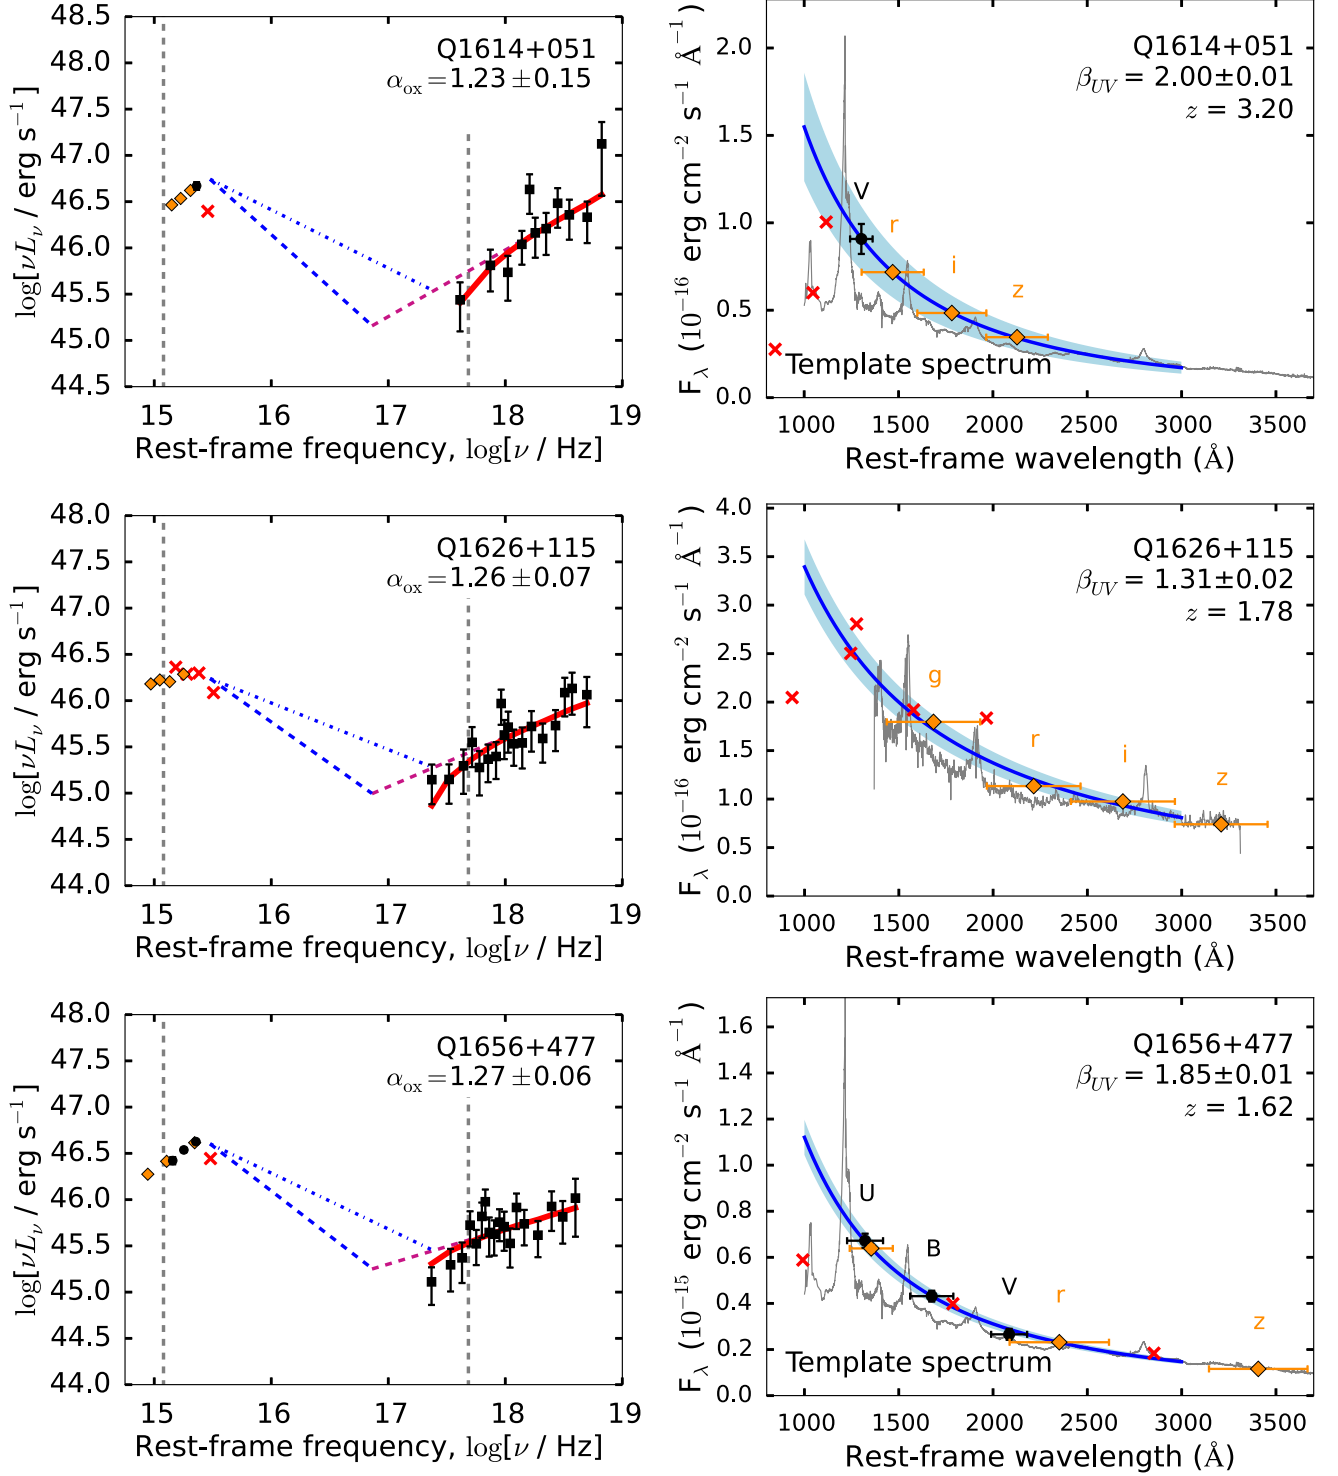 48.5
48.0
47.5
47.0
46.5
46.0
45.5
45.0
44.5
log[νLν / erg s⁻¹]
Q1614+051
αox=1.23±0.15
15 16 17 18 19
Rest-frame frequency, log[ν / Hz]
2.0
1.5
1.0
0.5
0.0
Fλ (10⁻¹⁶ erg cm⁻² s⁻¹ Å⁻¹)
Q1614+051
βUV = 2.00±0.01
z = 3.20
V
r
i
z
Template spectrum
1000 1500 2000 2500 3000 3500
Rest-frame wavelength (Å)
48.0
47.5
47.0
46.5
46.0
45.5
45.0
44.5
44.0
log[νLν / erg s⁻¹]
Q1626+115
αox=1.26±0.07
15 16 17 18 19
Rest-frame frequency, log[ν / Hz]
4.0
3.5
3.0
2.5
2.0
1.5
1.0
0.5
0.0
Fλ (10⁻¹⁶ erg cm⁻² s⁻¹ Å⁻¹)
Q1626+115
βUV = 1.31±0.02
z = 1.78
g
r
i
z
1000 1500 2000 2500 3000 3500
Rest-frame wavelength (Å)
48.0
47.5
47.0
46.5
46.0
45.5
45.0
44.5
44.0
log[νLν / erg s⁻¹]
Q1656+477
αox=1.27±0.06
15 16 17 18 19
Rest-frame frequency, log[ν / Hz]
1.6
1.4
1.2
1.0
0.8
0.6
0.4
0.2
0.0
Fλ (10⁻¹⁵ erg cm⁻² s⁻¹ Å⁻¹)
Q1656+477
βUV = 1.85±0.01
z = 1.62
U
B
V
r
z
Template spectrum
1000 1500 2000 2500 3000 3500
Rest-frame wavelength (Å)